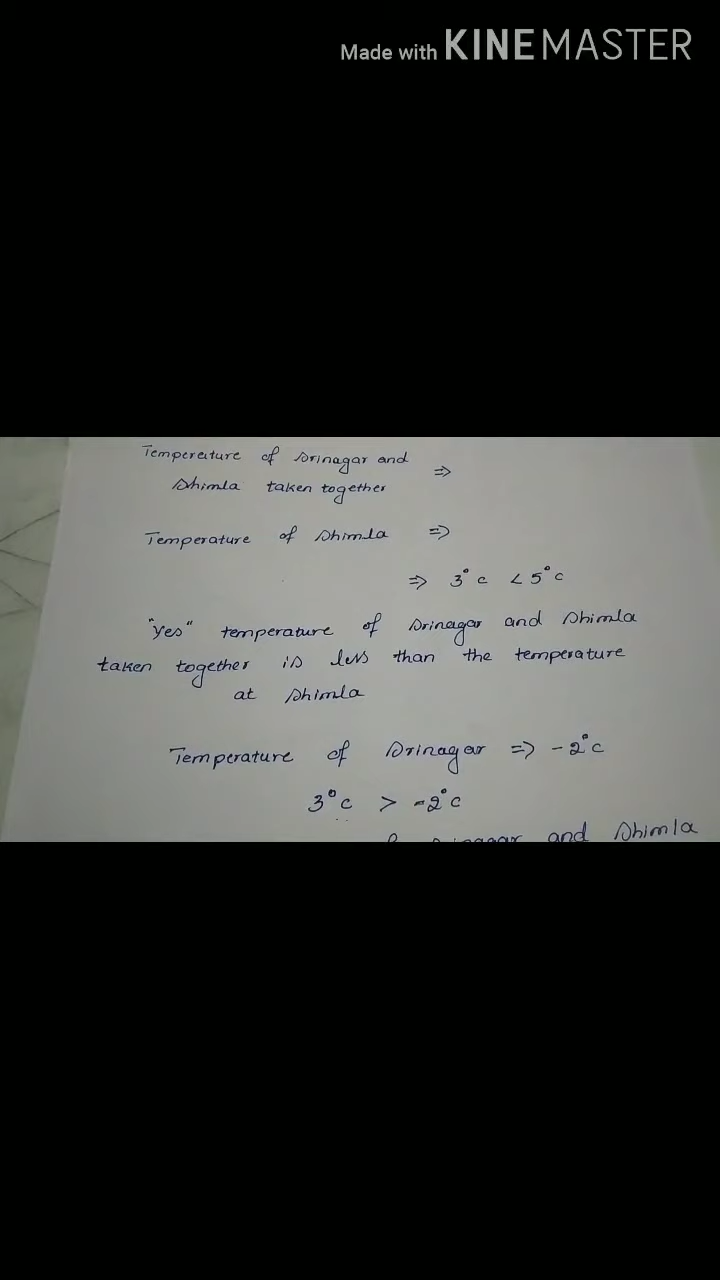 Made with KINEMASTER
Temperature of Srinagar and ⇒
Shimla taken together
Temperature of Shimla ⇒
⇒ 3°c < 5°c
"yes" temperature of Srinagar and Shimla
taken together is less than the temperature
at Shimla
Temperature of Srinagar ⇒ -2°c
3°c > -2°c
and Shimla